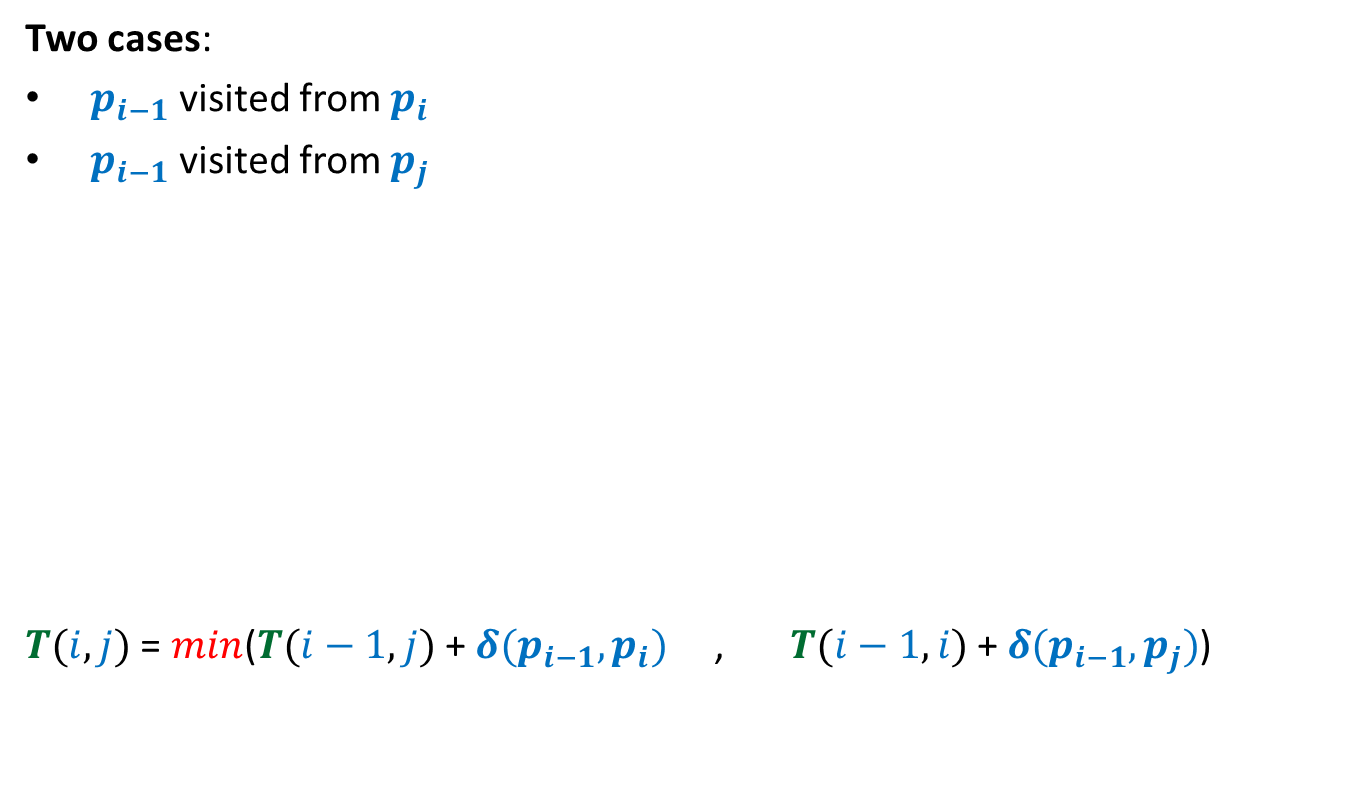 Two cases:
• p_{i−1} visited from p_i
• p_{i−1} visited from p_j
T(i,j) = min(T(i − 1,j) + δ(p_{i−1},p_i) , T(i − 1,i) + δ(p_{i−1},p_j))